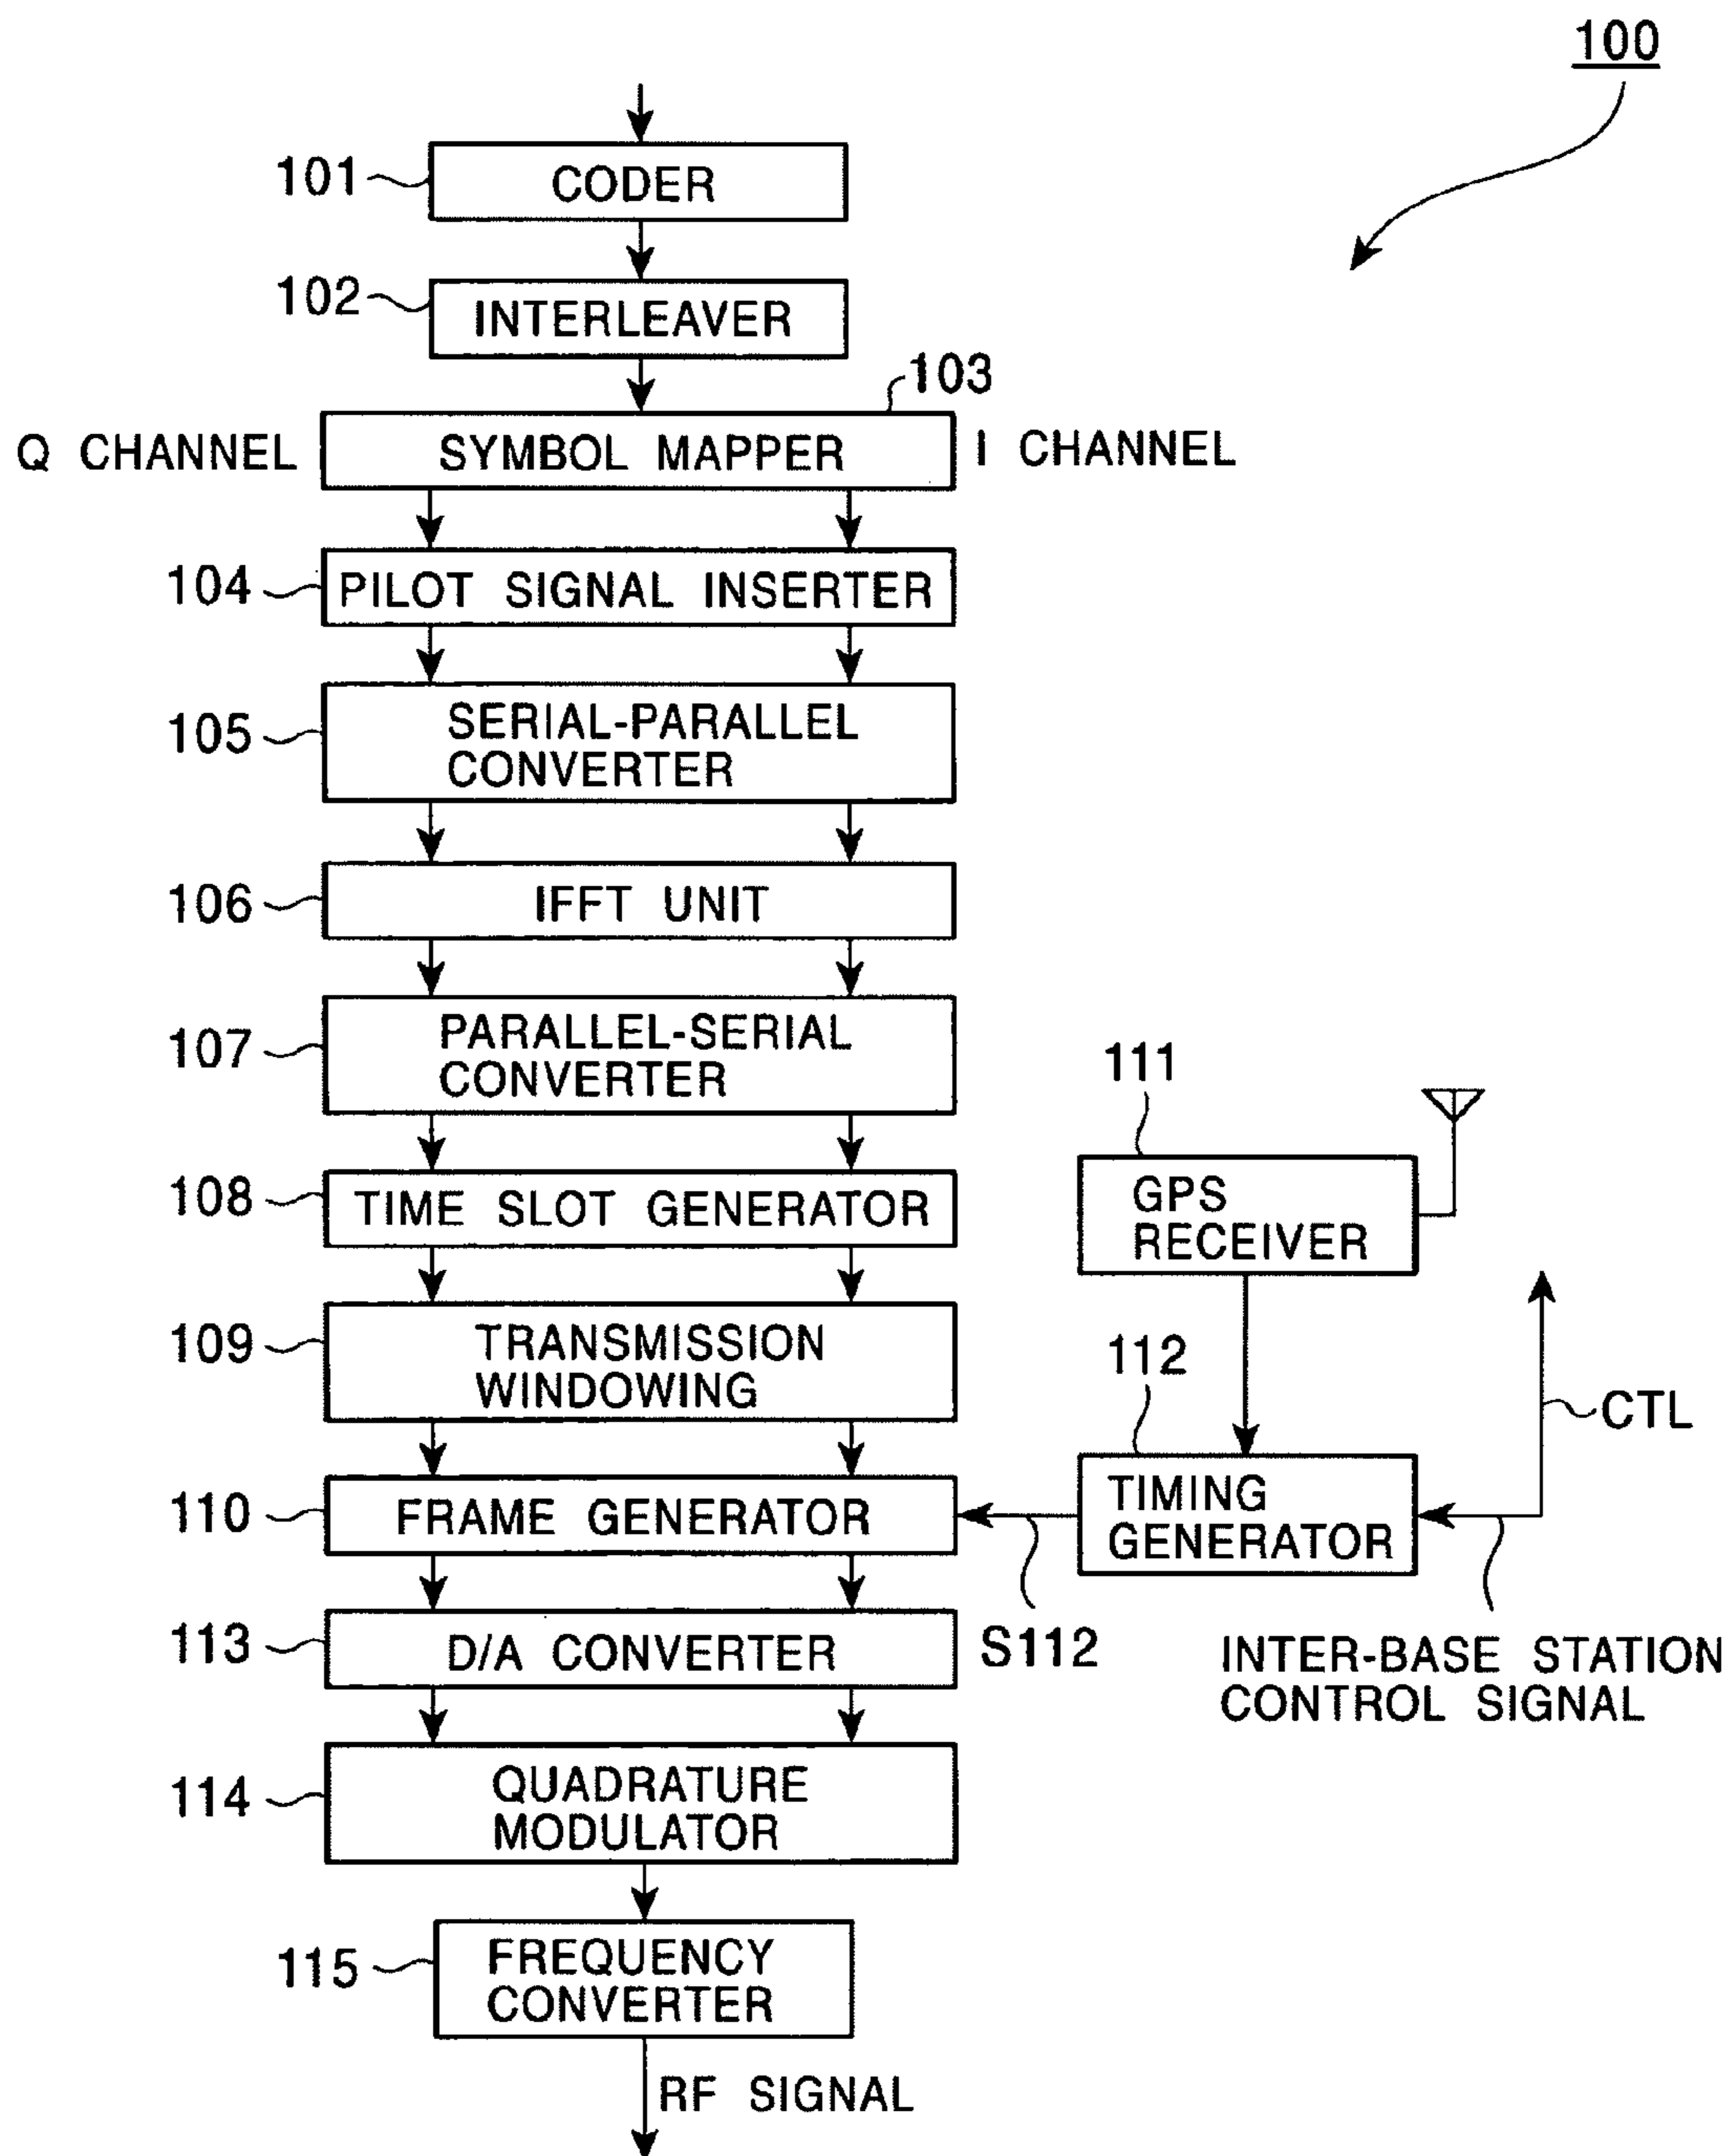 100
101
CODER
102
INTERLEAVER
103
Q CHANNEL
SYMBOL MAPPER
I CHANNEL
104
PILOT SIGNAL INSERTER
105
SERIAL-PARALLEL
CONVERTER
106
IFFT UNIT
107
PARALLEL-SERIAL
CONVERTER
111
GPS
RECEIVER
108
TIME SLOT GENERATOR
109
TRANSMISSION
WINDOWING
112
CTL
110
FRAME GENERATOR
TIMING
GENERATOR
113
D/A CONVERTER
S112
INTER-BASE STATION
CONTROL SIGNAL
114
QUADRATURE
MODULATOR
115
FREQUENCY
CONVERTER
RF SIGNAL